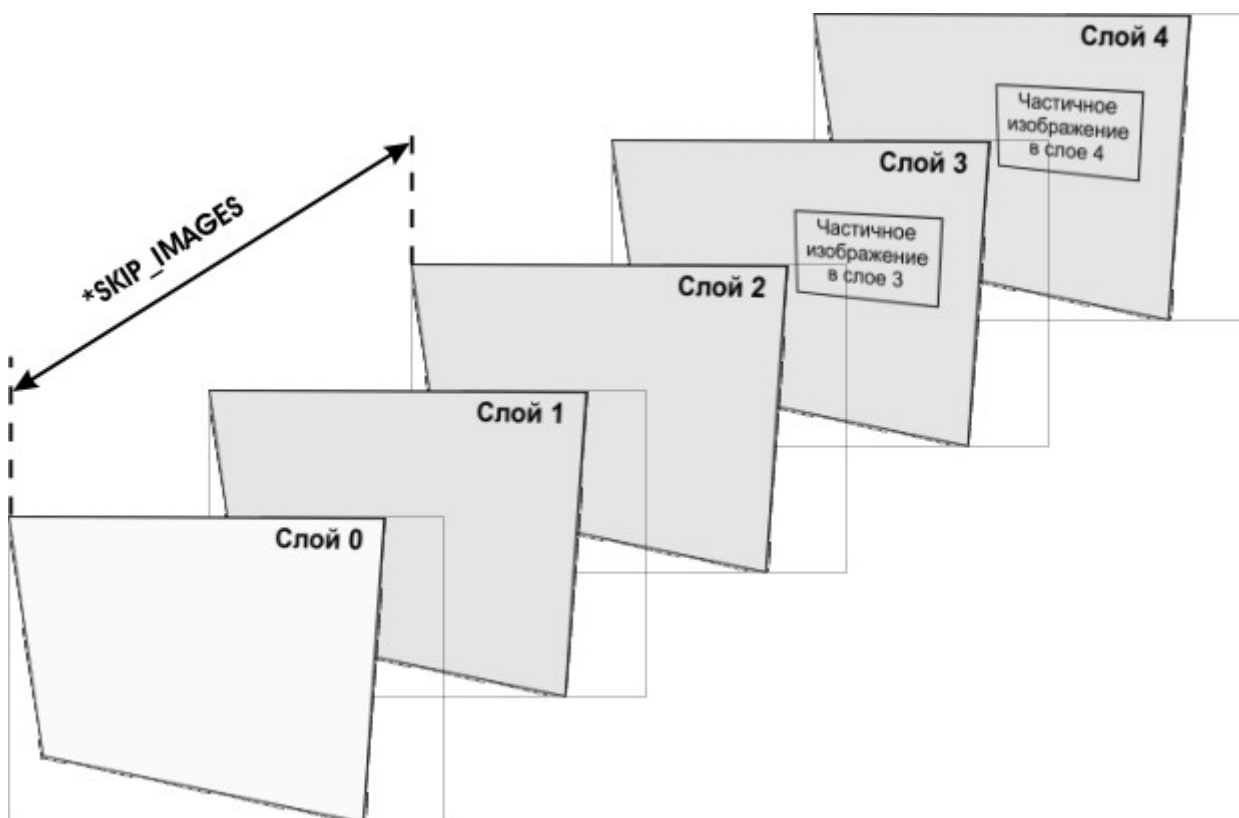 Слой 4
Частичное
изображение
в слое 4
Слой 3
Частичное
изображение
в слое 3
*SKIP_IMAGES
Слой 2
Слой 1
Слой 0